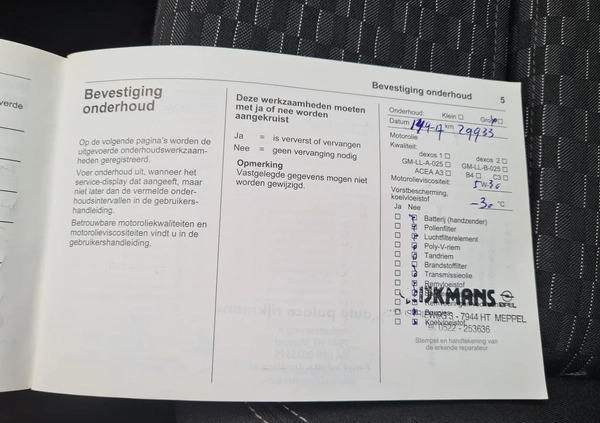 verde
Bevestiging onderhoud
5
Bevestiging
onderhoud
Op de volgende pagina's worden de
uitgevoerde onderhoudswerkzaam-
heden geregistreerd.
Voer onderhoud uit, wanneer het
service-display dat aangeeft, maar
niet later dan de vermelde onder-
houdsintervallen in de gebruikers-
handleiding.
Betrouwbare motoroliekwaliteiten en
motorolieviscositeiten vindt u in de
gebruikershandleiding.
Deze werkzaamheden moeten
met ja of nee worden
aangekruist
Ja = is ververst of vervangen
Nee = geen vervanging nodig
Opmerking
Vastgelegde gegevens mogen niet
worden gewijzigd.
Onderhoud: Klein Groot
Datum km 29933
Motorolie
Kwaliteit:
dexos 1 dexos 2
GM-LL-A-025 GM-LL-B-025
ACEA A3 B4 C3
Motorolieviscositeit: 5W-30
Vorstbescherming,
koelvloeistof -30 °C
Ja Nee
Batterij (handzender)
Pollenfilter
Luchtfilterelement
Poly-V-riem
Tandriem
Brandstoffilter
Transmissieolie
Remvloeistof
IJKMANS OPEL
3 - 7944 HT MEPPEL
Koelvloeistof
0522 - 253636
Stempel en handtekening van
de erkende reparateur